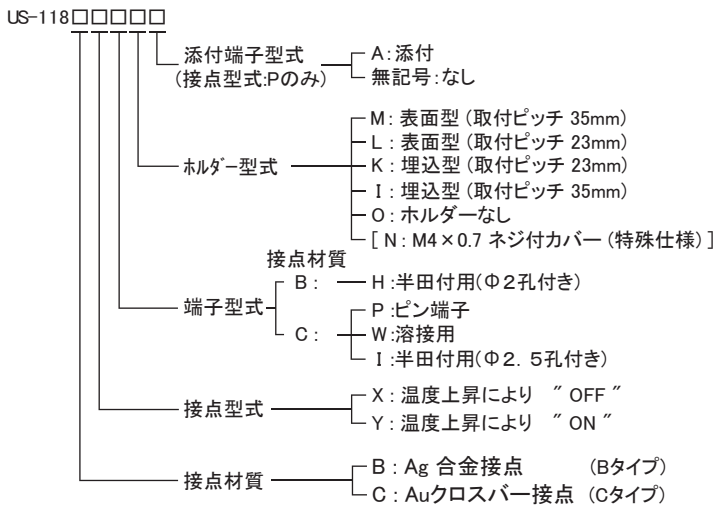 US-118□□□□□
添付端子型式
(接点型式:Pのみ)
A:添付
無記号:なし
ホルダー型式
M:表面型(取付ピッチ 35mm)
L:表面型(取付ピッチ 23mm)
K:埋込型(取付ピッチ 23mm)
I:埋込型(取付ピッチ 35mm)
O:ホルダーなし
[N:M4×0.7 ネジ付カバー(特殊仕様)]
接点材質
端子型式
B: H:半田付用(Φ2孔付き)
P:ピン端子
C: W:溶接用
I:半田付用(Φ2.5孔付き)
接点型式
X:温度上昇により ″OFF″
Y:温度上昇により ″ON″
接点材質
B:Ag 合金接点 (Bタイプ)
C:Auクロスバー接点 (Cタイプ)